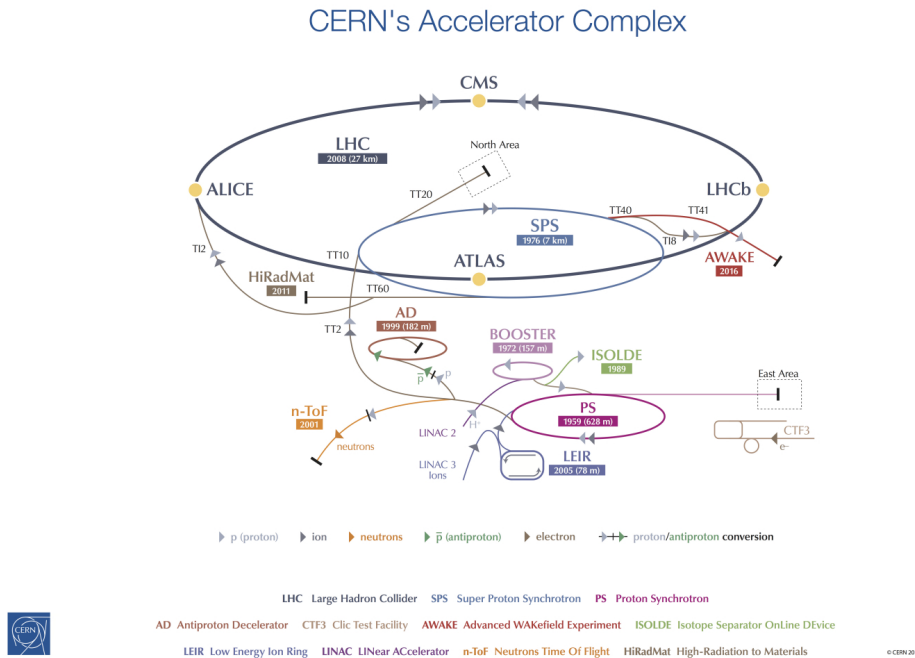 CERN's Accelerator Complex
CMS
LHC
2008 (27 km)
North Area
ALICE
LHCb
TT20
TT40
TT41
SPS
1976 (7 km)
TI8
TI2
TT10
ATLAS
AWAKE
2016
HiRadMat
2011
TT60
AD
1999 (182 m)
TT2
BOOSTER
1972 (157 m)
ISOLDE
1989
p
p̅
East Area
n-ToF
2001
PS
1959 (628 m)
H⁺
LINAC 2
neutrons
CTF3
e–
LINAC 3
Ions
LEIR
2005 (78 m)
p (proton) ion neutrons p̅ (antiproton) electron proton/antiproton conversion
LHC Large Hadron Collider SPS Super Proton Synchrotron PS Proton Synchrotron
AD Antiproton Decelerator CTF3 Clic Test Facility AWAKE Advanced WAKefield Experiment ISOLDE Isotope Separator OnLine DEvice
LEIR Low Energy Ion Ring LINAC LINear ACcelerator n-ToF Neutrons Time Of Flight HiRadMat High-Radiation to Materials
CERN
© CERN 20